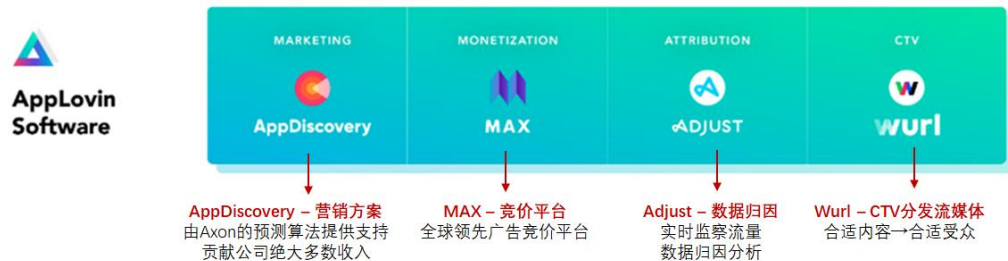 AppLovin
Software
MARKETING
AppDiscovery
MONETIZATION
MAX
ATTRIBUTION
ADJUST
CTV
wurl
AppDiscovery – 营销方案
由Axon的预测算法提供支持
贡献公司绝大多数收入
MAX – 竞价平台
全球领先广告竞价平台
Adjust – 数据归因
实时监察流量
数据归因分析
Wurl – CTV分发流媒体
合适内容→合适受众